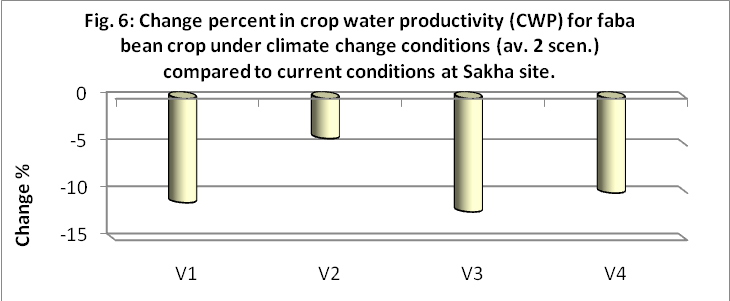 Fig. 6: Change percent in crop water productivity (CWP) for faba
bean crop under climate change conditions (av. 2 scen.)
compared to current conditions at Sakha site.
0
-5
-10
-15
Change %
V1 V2 V3 V4